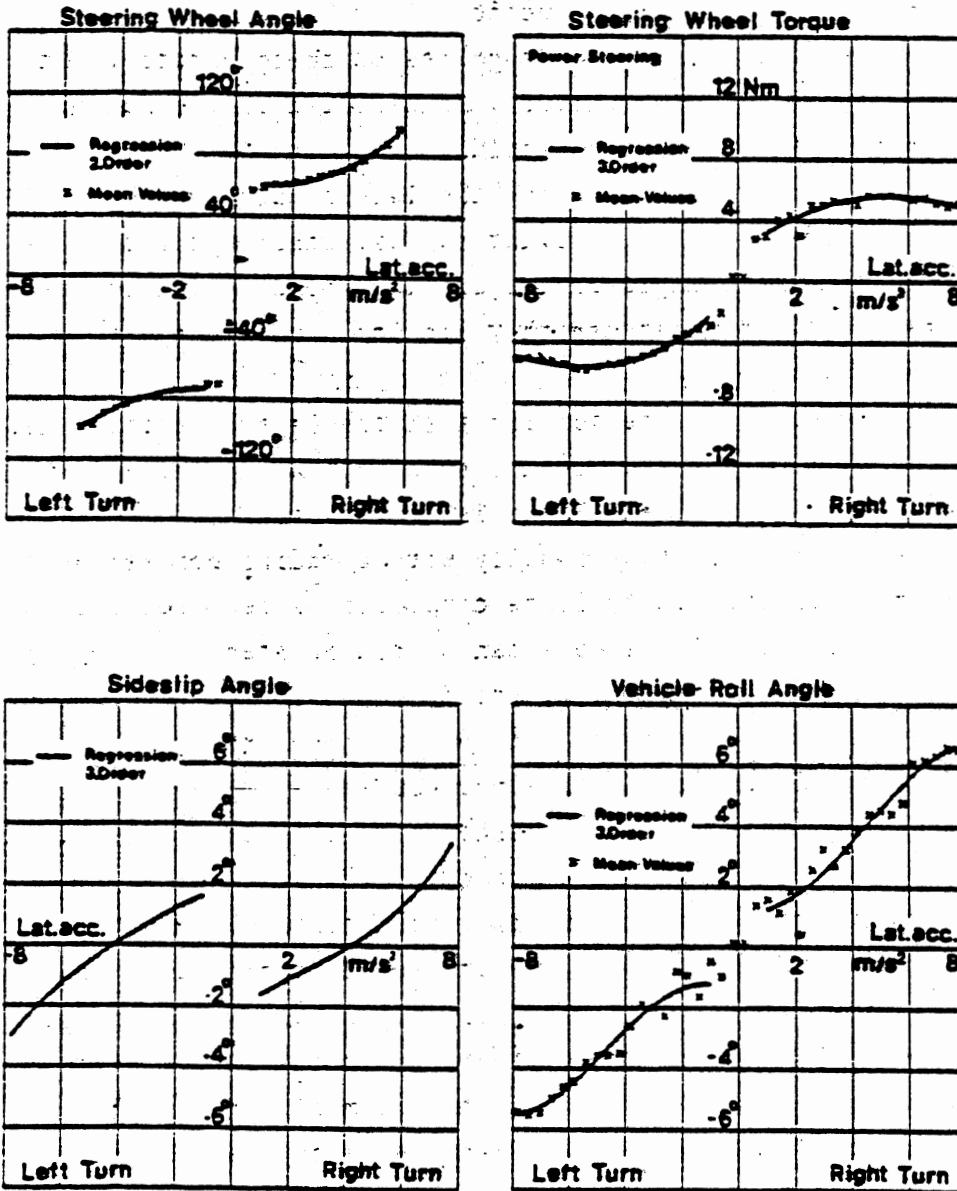 Steering Wheel Angle
120°
Regression
2.Order
Mean Values
40°
Lat.acc.
-8
-2
2
m/s²
8
-40°
-120°
Left Turn
Right Turn
Steering Wheel Torque
Power Steering
12 Nm
Regression
3.Order
8
Mean Values
4
Lat.acc.
-8
2
m/s²
8
-8
-12
Left Turn
Right Turn
Sideslip Angle
Regression
3.Order
6°
4°
2°
Lat.acc.
-8
2
m/s²
8
-2°
-4°
-6°
Left Turn
Right Turn
Vehicle Roll Angle
6°
Regression
3.Order
4°
Mean Values
2°
Lat.acc.
-8
2
m/s²
8
-4°
-6°
Left Turn
Right Turn